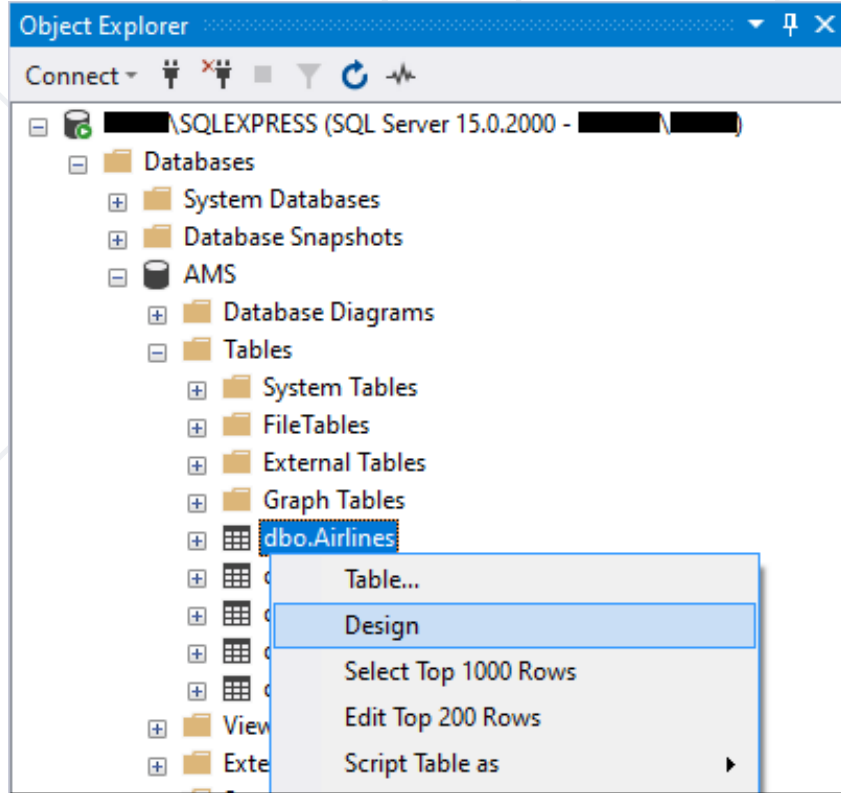 Object Explorer
Connect
\SQLEXPRESS (SQL Server 15.0.2000 - \ )
Databases
System Databases
Database Snapshots
AMS
Database Diagrams
Tables
System Tables
FileTables
External Tables
Graph Tables
dbo.Airlines
Table...
Design
Select Top 1000 Rows
Edit Top 200 Rows
View
Script Table as
Exte